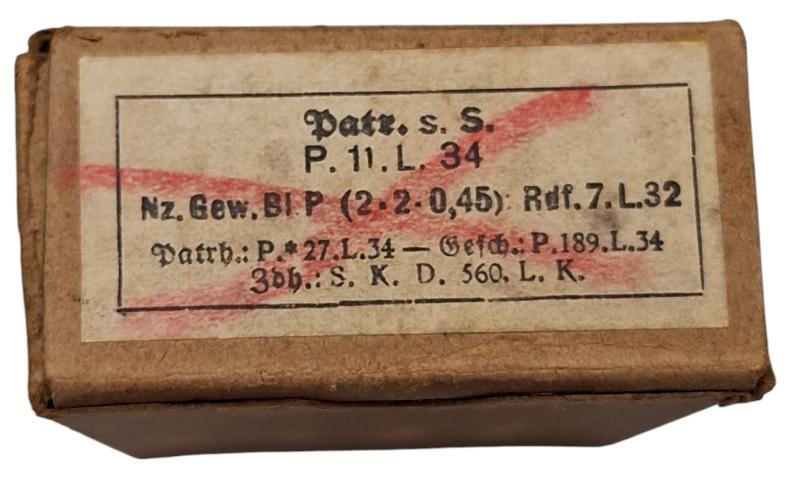 Patr. s. S.
P. 11. L. 34
Nz. Gew. Bl. P (2·2·0,45): Rdf. 7. L. 32
Patrh.: P.* 27. L. 34 — Gesch.: P. 189. L. 34
Zdh.: S. K. D. 560. L. K.